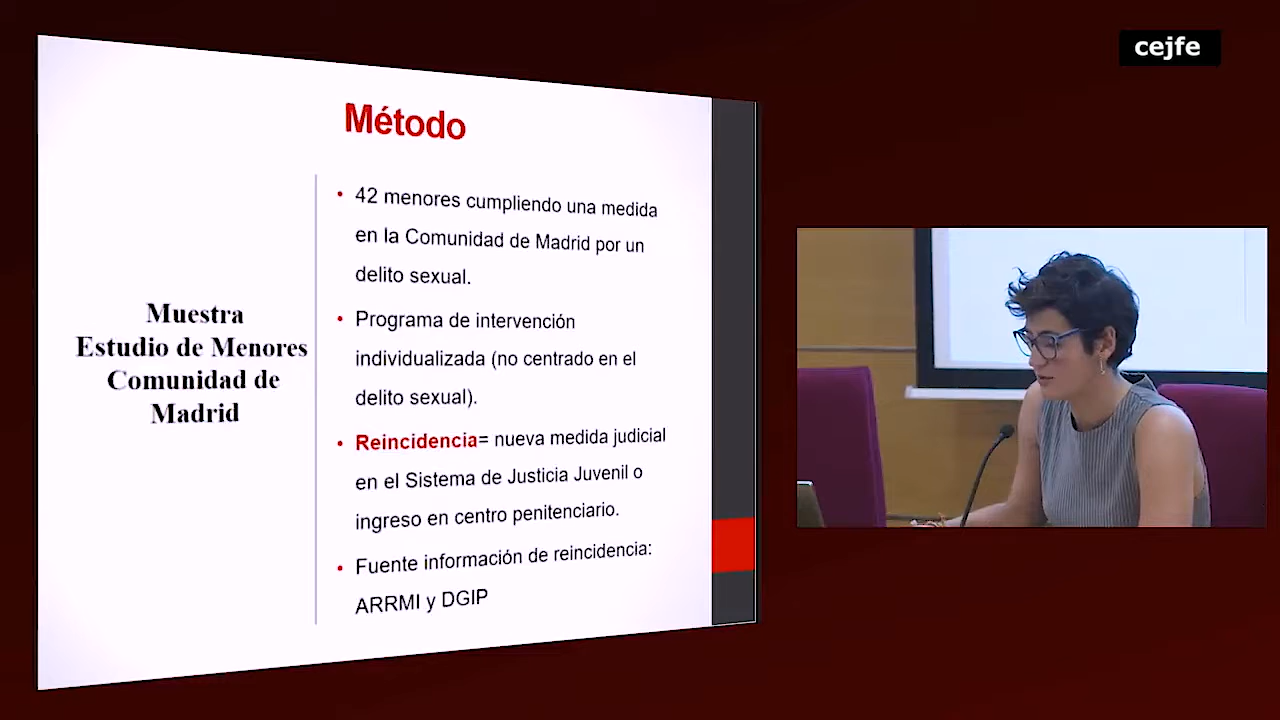 cejfe
Método
Muestra
Estudio de Menores
Comunidad de
Madrid
• 42 menores cumpliendo una medida
en la Comunidad de Madrid por un
delito sexual.
• Programa de intervención
individualizada (no centrado en el
delito sexual).
• Reincidencia= nueva medida judicial
en el Sistema de Justicia Juvenil o
ingreso en centro penitenciario.
• Fuente información de reincidencia:
ARRMI y DGIP